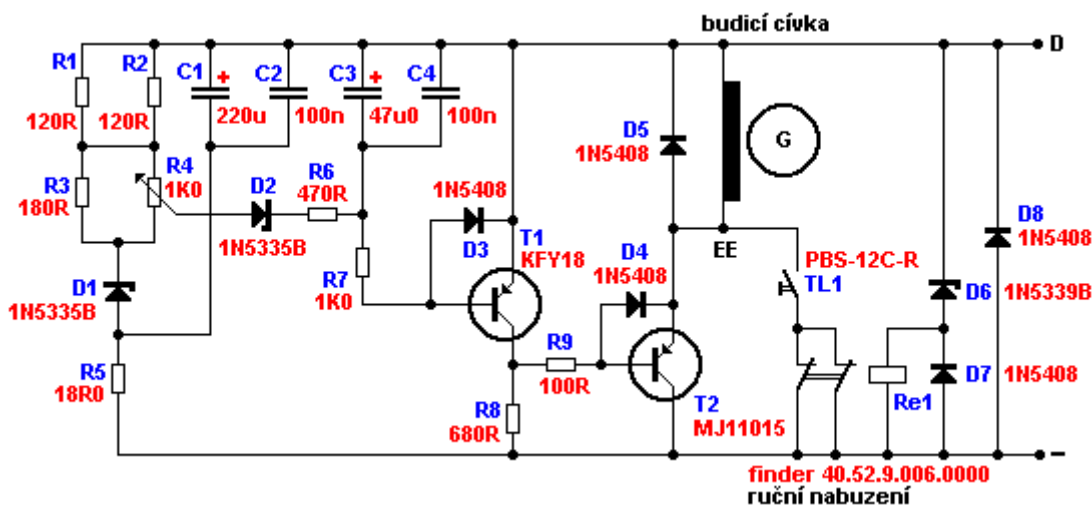 budicí cívka
D
R1
R2
C1
+
C2
C3
+
C4
120R
120R
220u
100n
47u0
100n
D5
1N5408
G
R3
180R
R4
1K0
D2
1N5335B
R6
470R
1N5408
D3
T1
KFY18
D4
1N5408
EE
D8
1N5408
PBS-12C-R
TL1
D1
1N5335B
R7
1K0
D6
1N5339B
R5
18R0
R9
100R
T2
MJ11015
Re1
D7
1N5408
R8
680R
–
finder 40.52.9.006.0000
ruční nabuzení